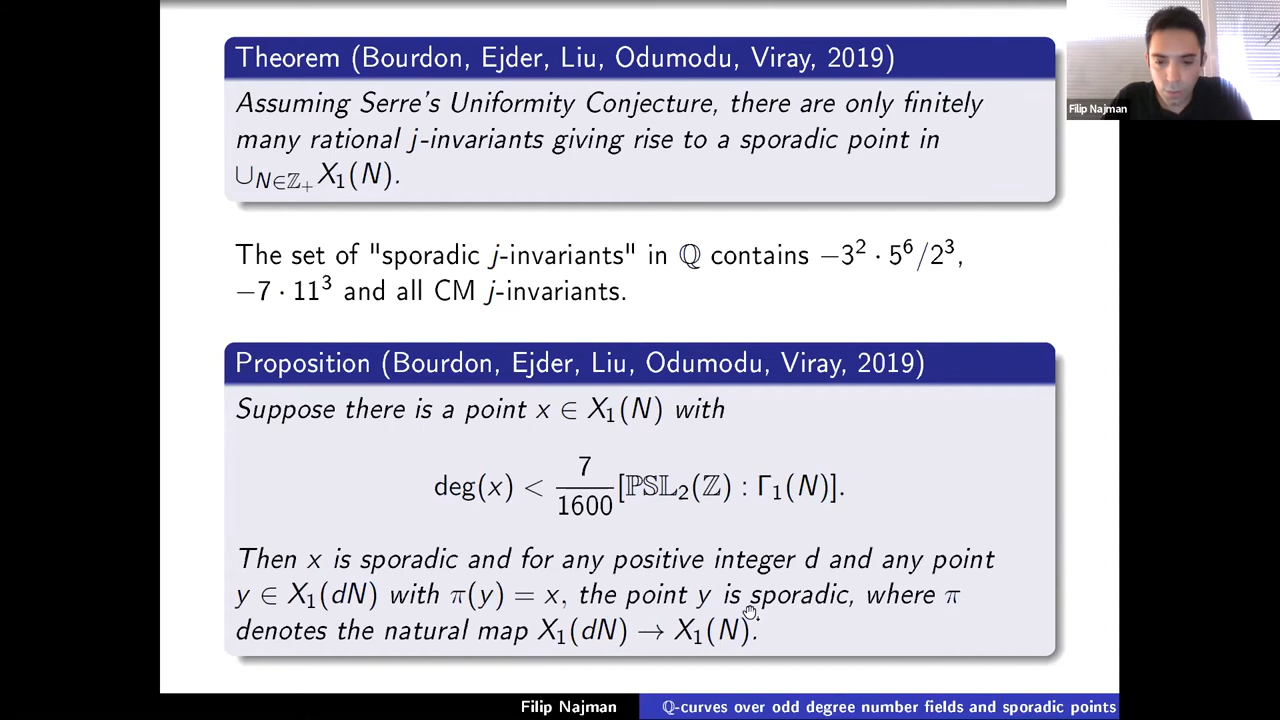 Theorem (Bourdon, Ejder, Liu, Odumodu, Viray, 2019)
Assuming Serre's Uniformity Conjecture, there are only finitely
many rational j-invariants giving rise to a sporadic point in
∪_{N∈ℤ₊} X₁(N).
The set of "sporadic j-invariants" in ℚ contains −3² · 5⁶/2³,
−7 · 11³ and all CM j-invariants.
Proposition (Bourdon, Ejder, Liu, Odumodu, Viray, 2019)
Suppose there is a point x ∈ X₁(N) with
deg(x) < 7/1600 [ℙSL₂(ℤ) : Γ₁(N)].
Then x is sporadic and for any positive integer d and any point
y ∈ X₁(dN) with π(y) = x, the point y is sporadic, where π
denotes the natural map X₁(dN) → X₁(N).
Filip Najman
Filip Najman
ℚ-curves over odd degree number fields and sporadic points